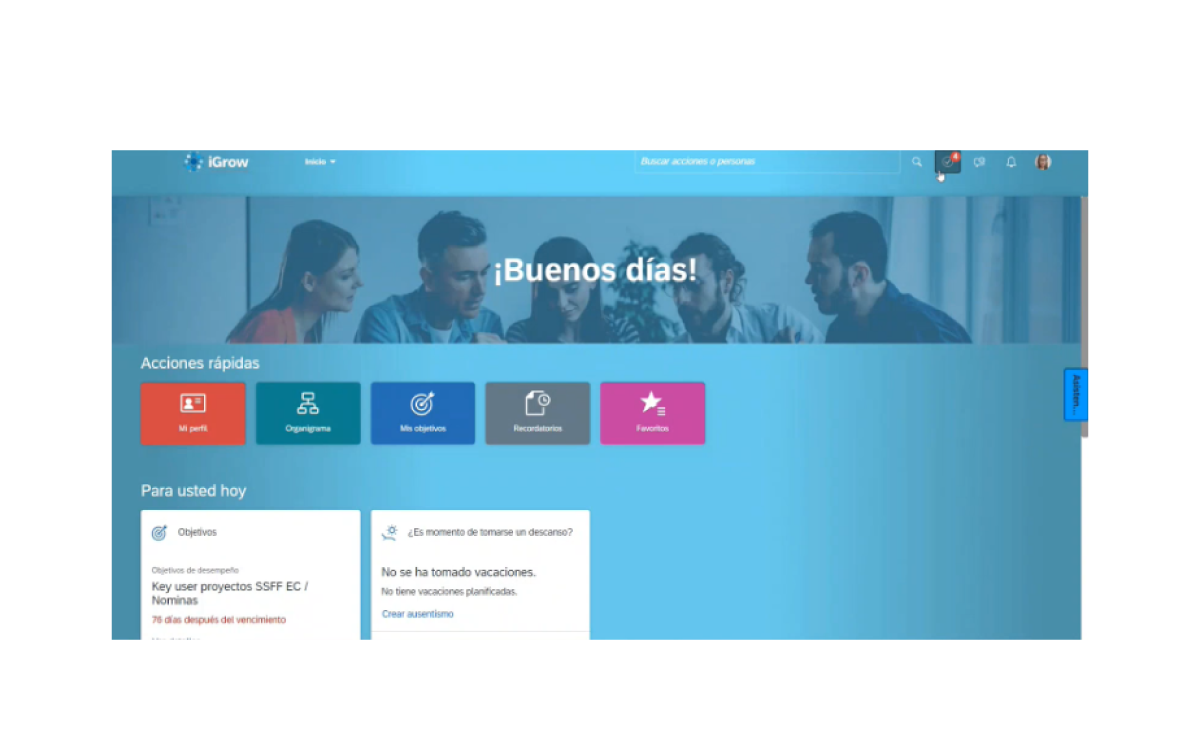 iGrow
Inicio
Buscar acciones o personas
4
¡Buenos días!
Acciones rápidas
Mi perfil
Organigrama
Mis objetivos
Recordatorios
Favoritos
Asisten...
Para usted hoy
Objetivos
Objetivos de desempeño
Key user proyectos SSFF EC /
Nominas
76 días después del vencimiento
¿Es momento de tomarse un descanso?
No se ha tomado vacaciones.
No tiene vacaciones planificadas.
Crear ausentismo